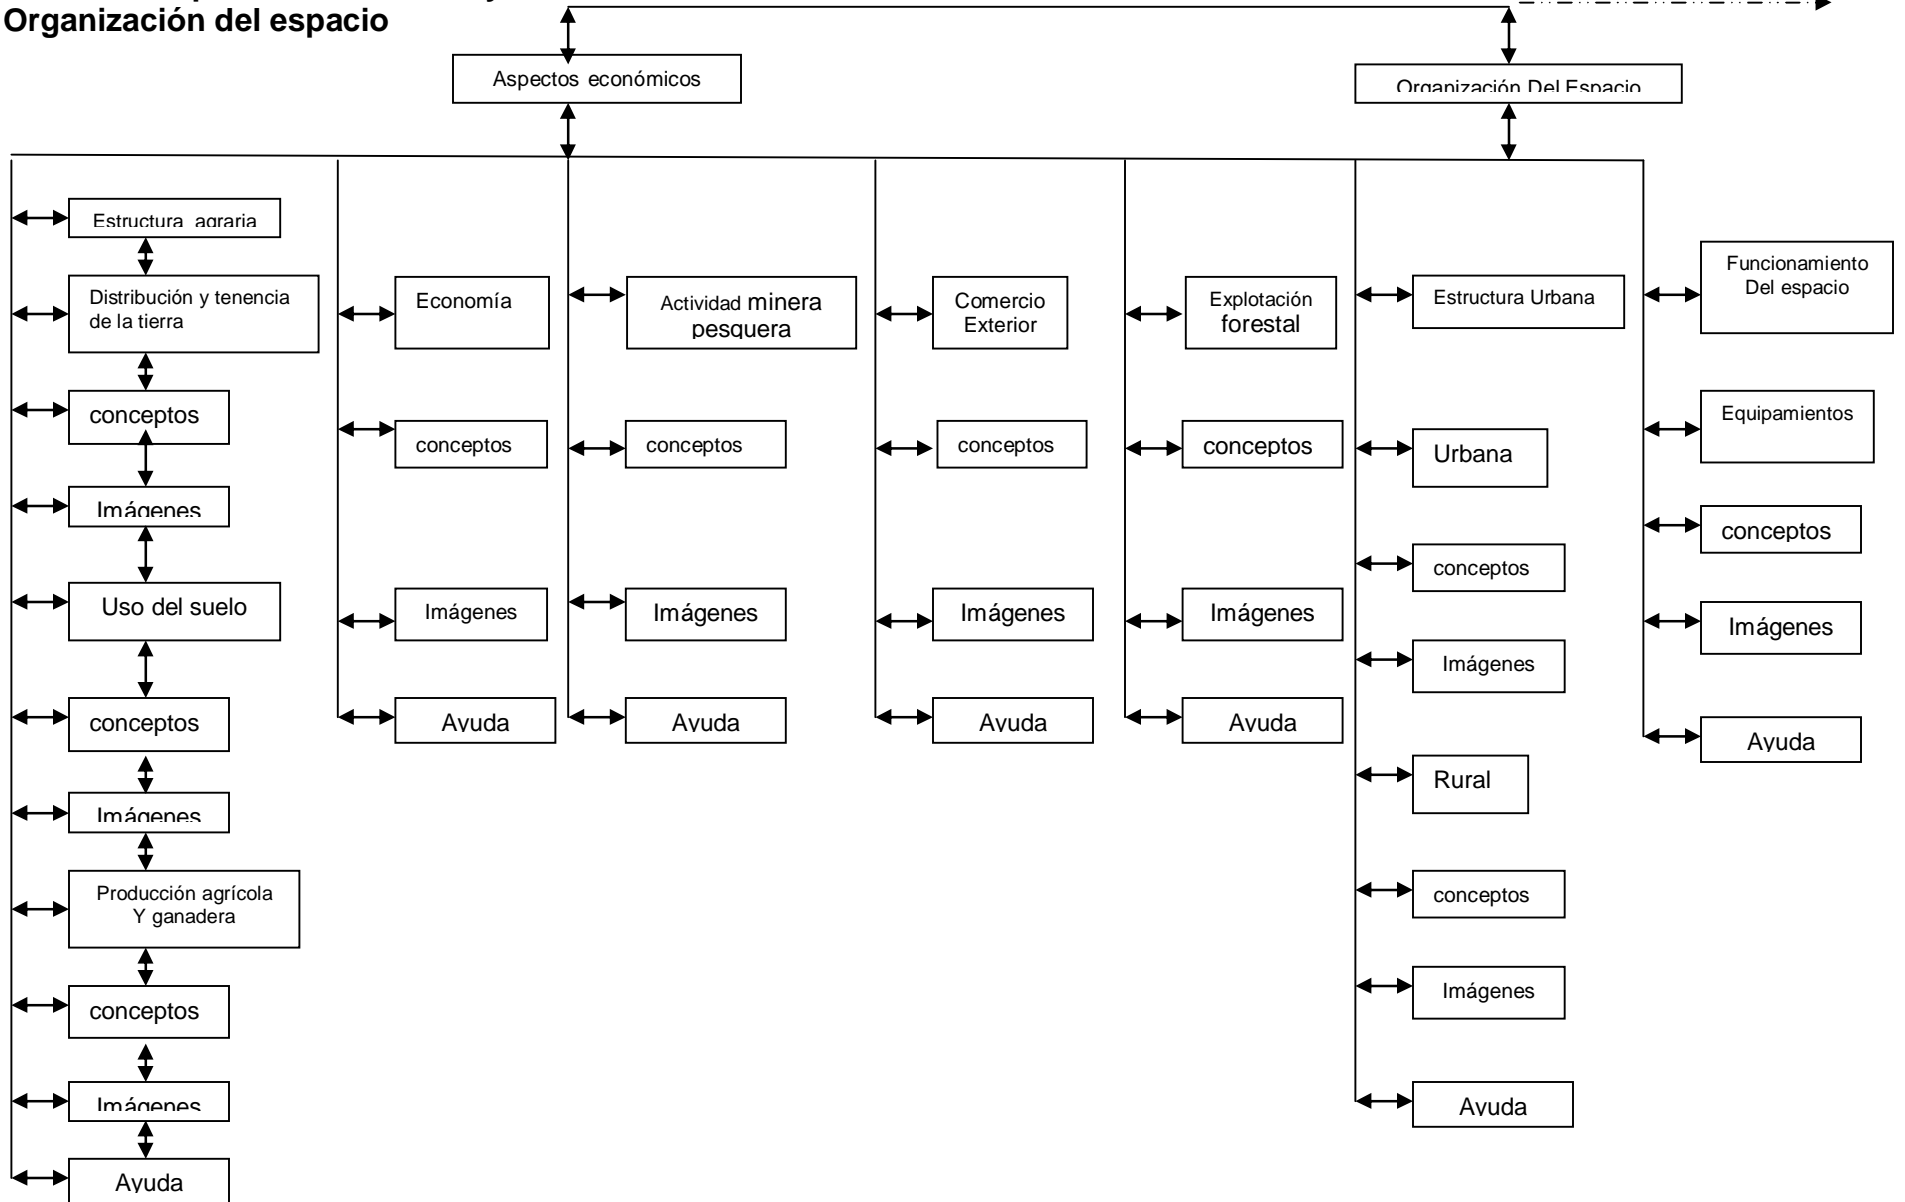 Organización del espacio
Aspectos económicos
Organización Del Espacio
Estructura agraria
Distribución y tenencia
de la tierra
conceptos
Imágenes
Uso del suelo
conceptos
Imágenes
Producción agrícola
Y ganadera
conceptos
Imágenes
Ayuda
Economía
conceptos
Imágenes
Ayuda
Actividad minera
pesquera
conceptos
Imágenes
Ayuda
Comercio
Exterior
conceptos
Imágenes
Ayuda
Explotación
forestal
conceptos
Imágenes
Ayuda
Estructura Urbana
Urbana
conceptos
Imágenes
Rural
conceptos
Imágenes
Ayuda
Funcionamiento
Del espacio
Equipamientos
conceptos
Imágenes
Ayuda